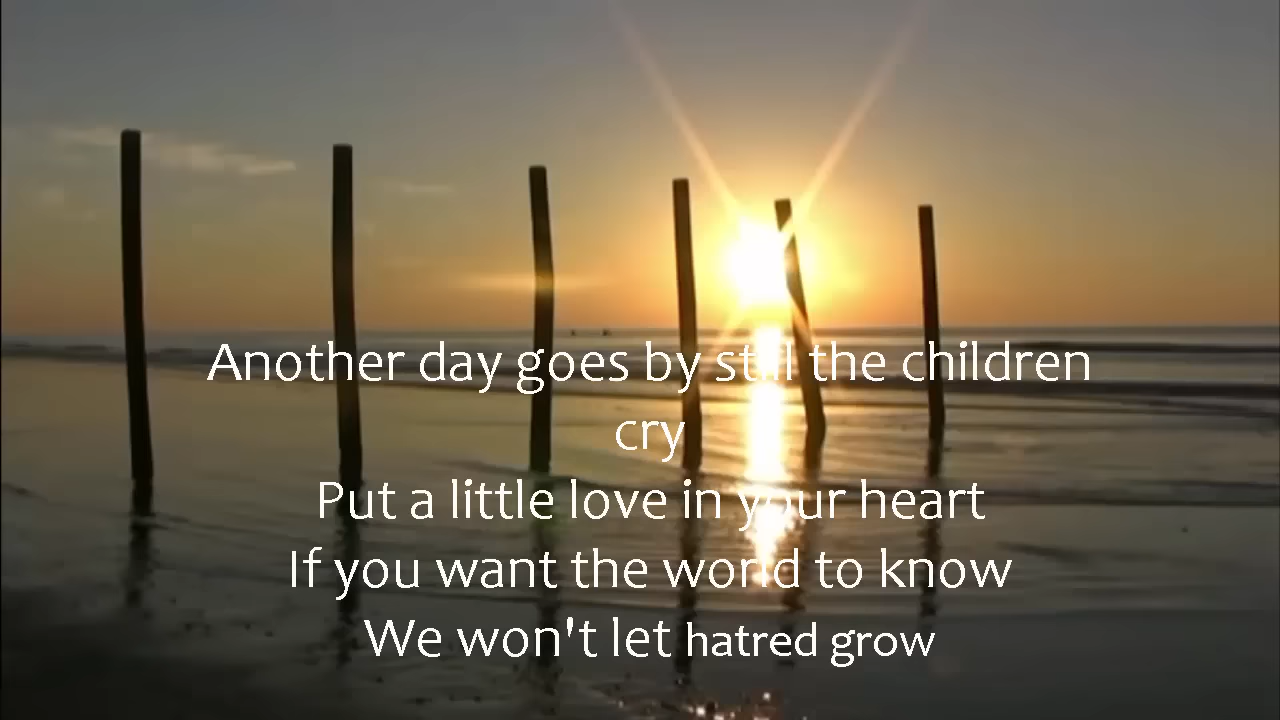 Another day goes by still the children
cry
Put a little love in your heart
If you want the world to know
We won't let hatred grow